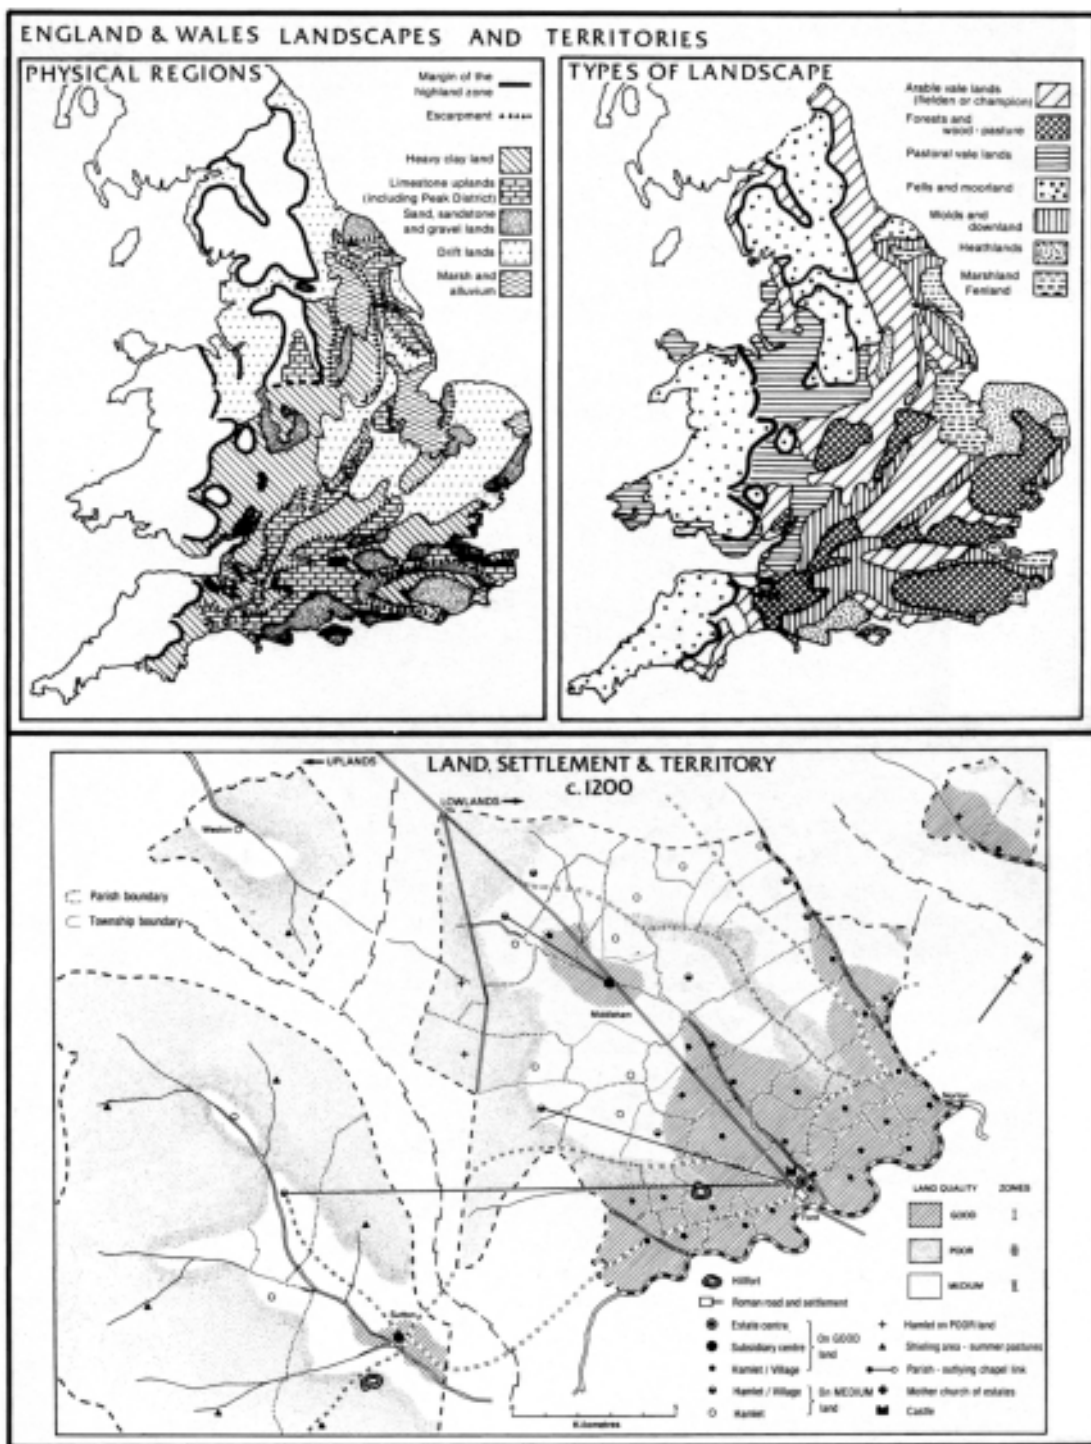 ENGLAND & WALES LANDSCAPES AND TERRITORIES
PHYSICAL REGIONS
Margin of the
highland zone
Escarpment
Heavy clay land
Limestone uplands
(including Peak District)
Sand, sandstone
and gravel lands
Drift lands
Marsh and
alluvium
TYPES OF LANDSCAPE
Arable vale lands
(fielden or champion)
Forests and
wood-pasture
Pastoral vale lands
Fells and moorland
Wolds and
downland
Heathlands
Marshland
Fenland
LAND, SETTLEMENT & TERRITORY
c.1200
UPLANDS
LOWLANDS
Weston
Parish boundary
Township boundary
N
Middleham
Norton
Ford
Sutton
LAND QUALITY ZONES
GOOD I
POOR
MEDIUM
Hillfort
Roman road and settlement
Estate centre
Subsidiary centre
Hamlet / Village
On GOOD
land
Hamlet / Village
Hamlet
On MEDIUM
land
Hamlet on POOR land
Shieling area - summer pastures
Parish - outlying chapel link
Mother church of estates
Castle
Kilometres